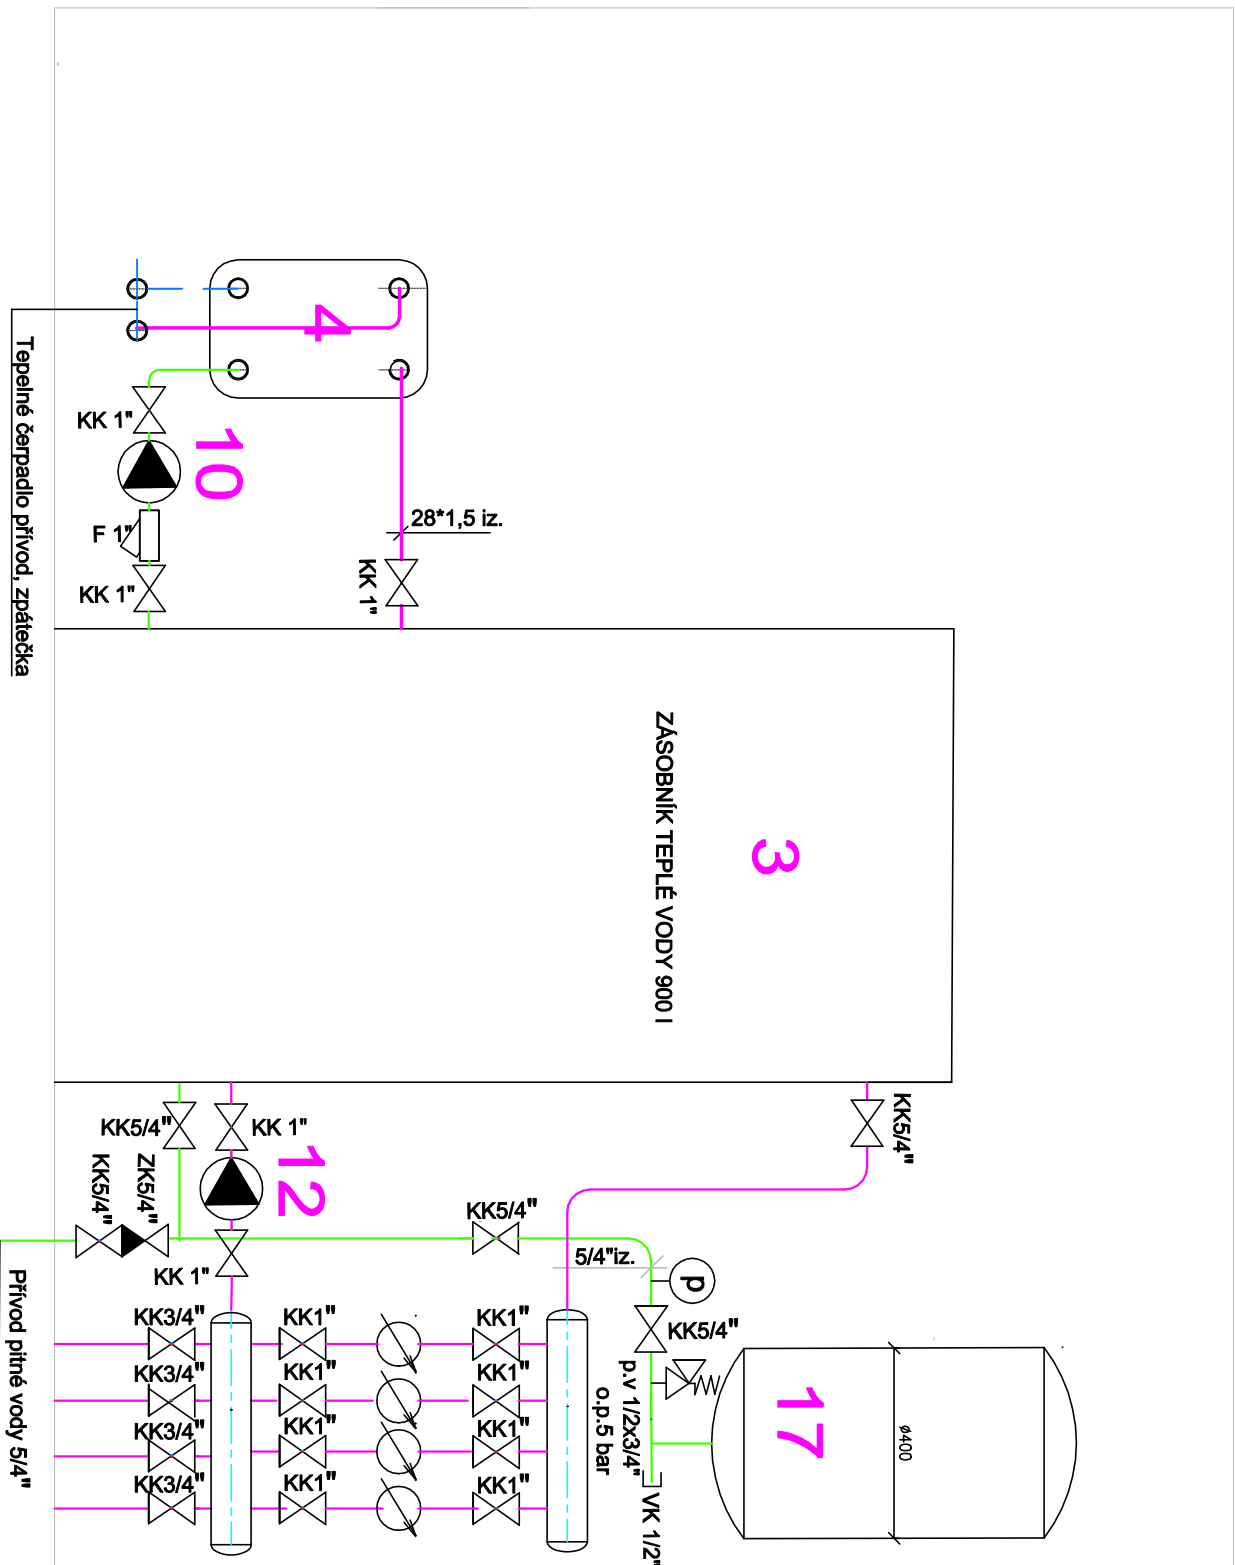 4
KK 1"
10
F 1"
KK 1"
28*1,5 iz.
KK 1"
Tepelné čerpadlo přívod, zpátečka
ZÁSOBNÍK TEPLÉ VODY 900 l
3
KK5/4"
KK 1"
KK5/4"
12
ZK5/4"
KK5/4"
KK 1"
KK5/4"
5/4"iz.
p
KK5/4"
p.v 1/2x3/4"
o.p.5 bar
VK 1/2"
17
ø400
Přívod pitné vody 5/4"
KK3/4"
KK1"
KK1"
KK3/4"
KK1"
KK1"
KK3/4"
KK1"
KK1"
KK3/4"
KK1"
KK1"